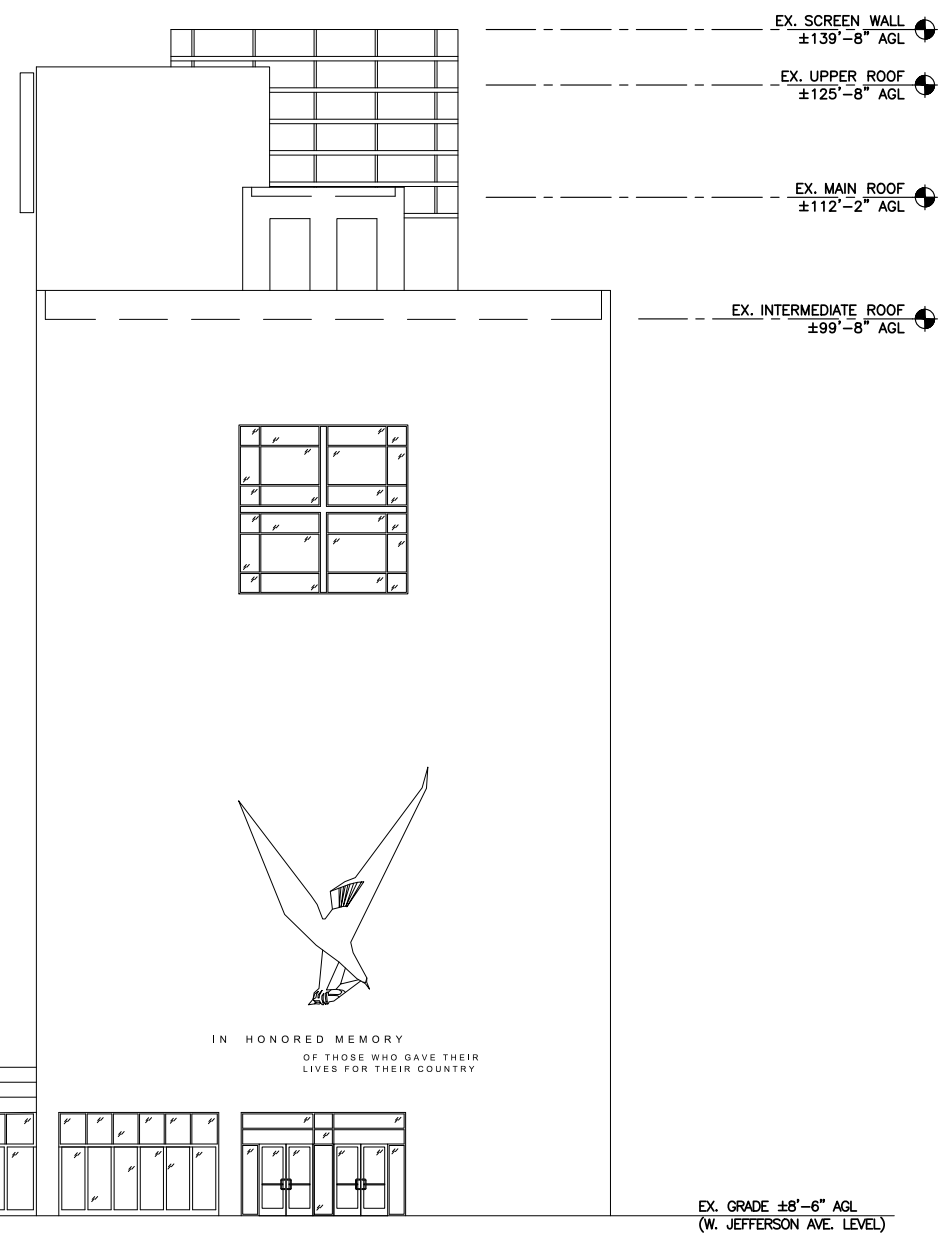 EX. SCREEN WALL
±139'-8" AGL
EX. UPPER ROOF
±125'-8" AGL
EX. MAIN ROOF
±112'-2" AGL
EX. INTERMEDIATE ROOF
±99'-8" AGL
IN HONORED MEMORY
OF THOSE WHO GAVE THEIR
LIVES FOR THEIR COUNTRY
EX. GRADE ±8'-6" AGL
(W. JEFFERSON AVE. LEVEL)